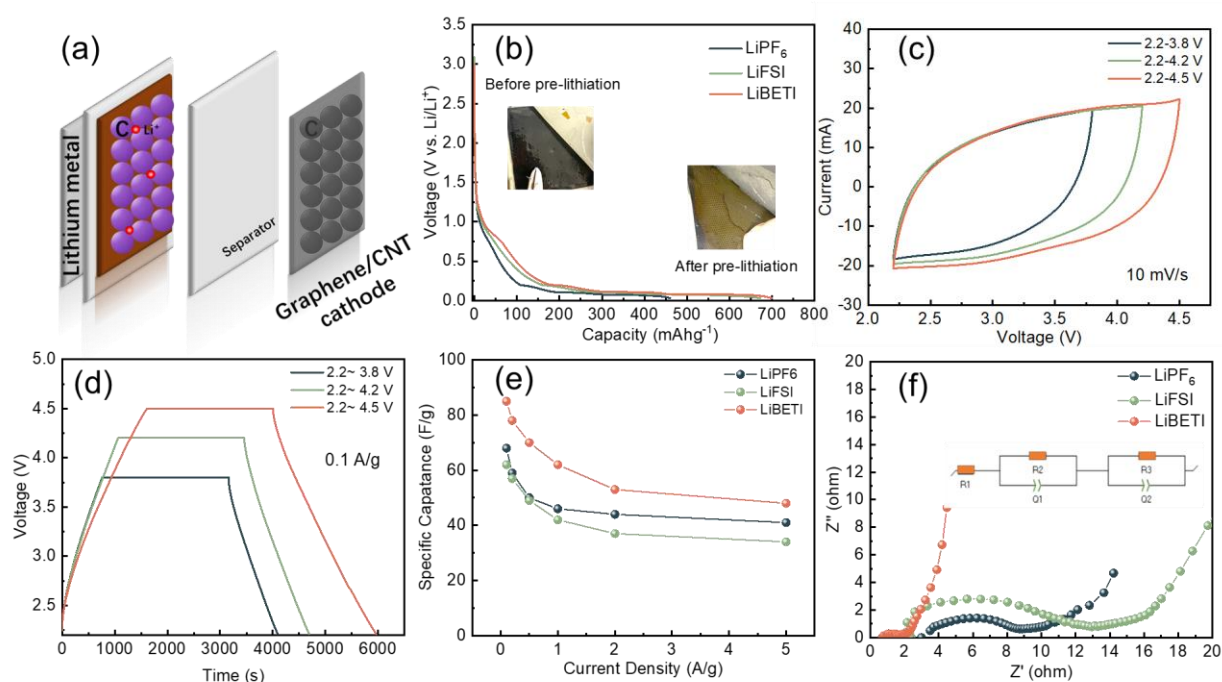 (a)
Lithium metal
C
Li⁺
Separator
C
Graphene/CNT
cathode
(b)
LiPF₆
LiFSI
LiBETI
Before pre-lithiation
After pre-lithiation
Voltage (V vs. Li/Li⁺)
3.5
3.0
2.5
2.0
1.5
1.0
0.5
0.0
0 100 200 300 400 500 600 700 800
Capacity (mAhg⁻¹)
(c)
2.2-3.8 V
2.2-4.2 V
2.2-4.5 V
Current (mA)
40
30
20
10
0
-10
-20
-30
10 mV/s
2.0 2.5 3.0 3.5 4.0 4.5
Voltage (V)
(d)
2.2~ 3.8 V
2.2~ 4.2 V
2.2~ 4.5 V
0.1 A/g
Voltage (V)
5.0
4.5
4.0
3.5
3.0
2.5
0 1000 2000 3000 4000 5000 6000
Time (s)
(e)
LiPF6
LiFSI
LiBETI
Specific Capatance (F/g)
100
80
60
40
20
0
0 1 2 3 4 5
Current Density (A/g)
(f)
LiPF₆
LiFSI
LiBETI
R1
R2
Q1
R3
Q2
Z" (ohm)
20
18
16
14
12
10
8
6
4
2
0
0 2 4 6 8 10 12 14 16 18 20
Z' (ohm)